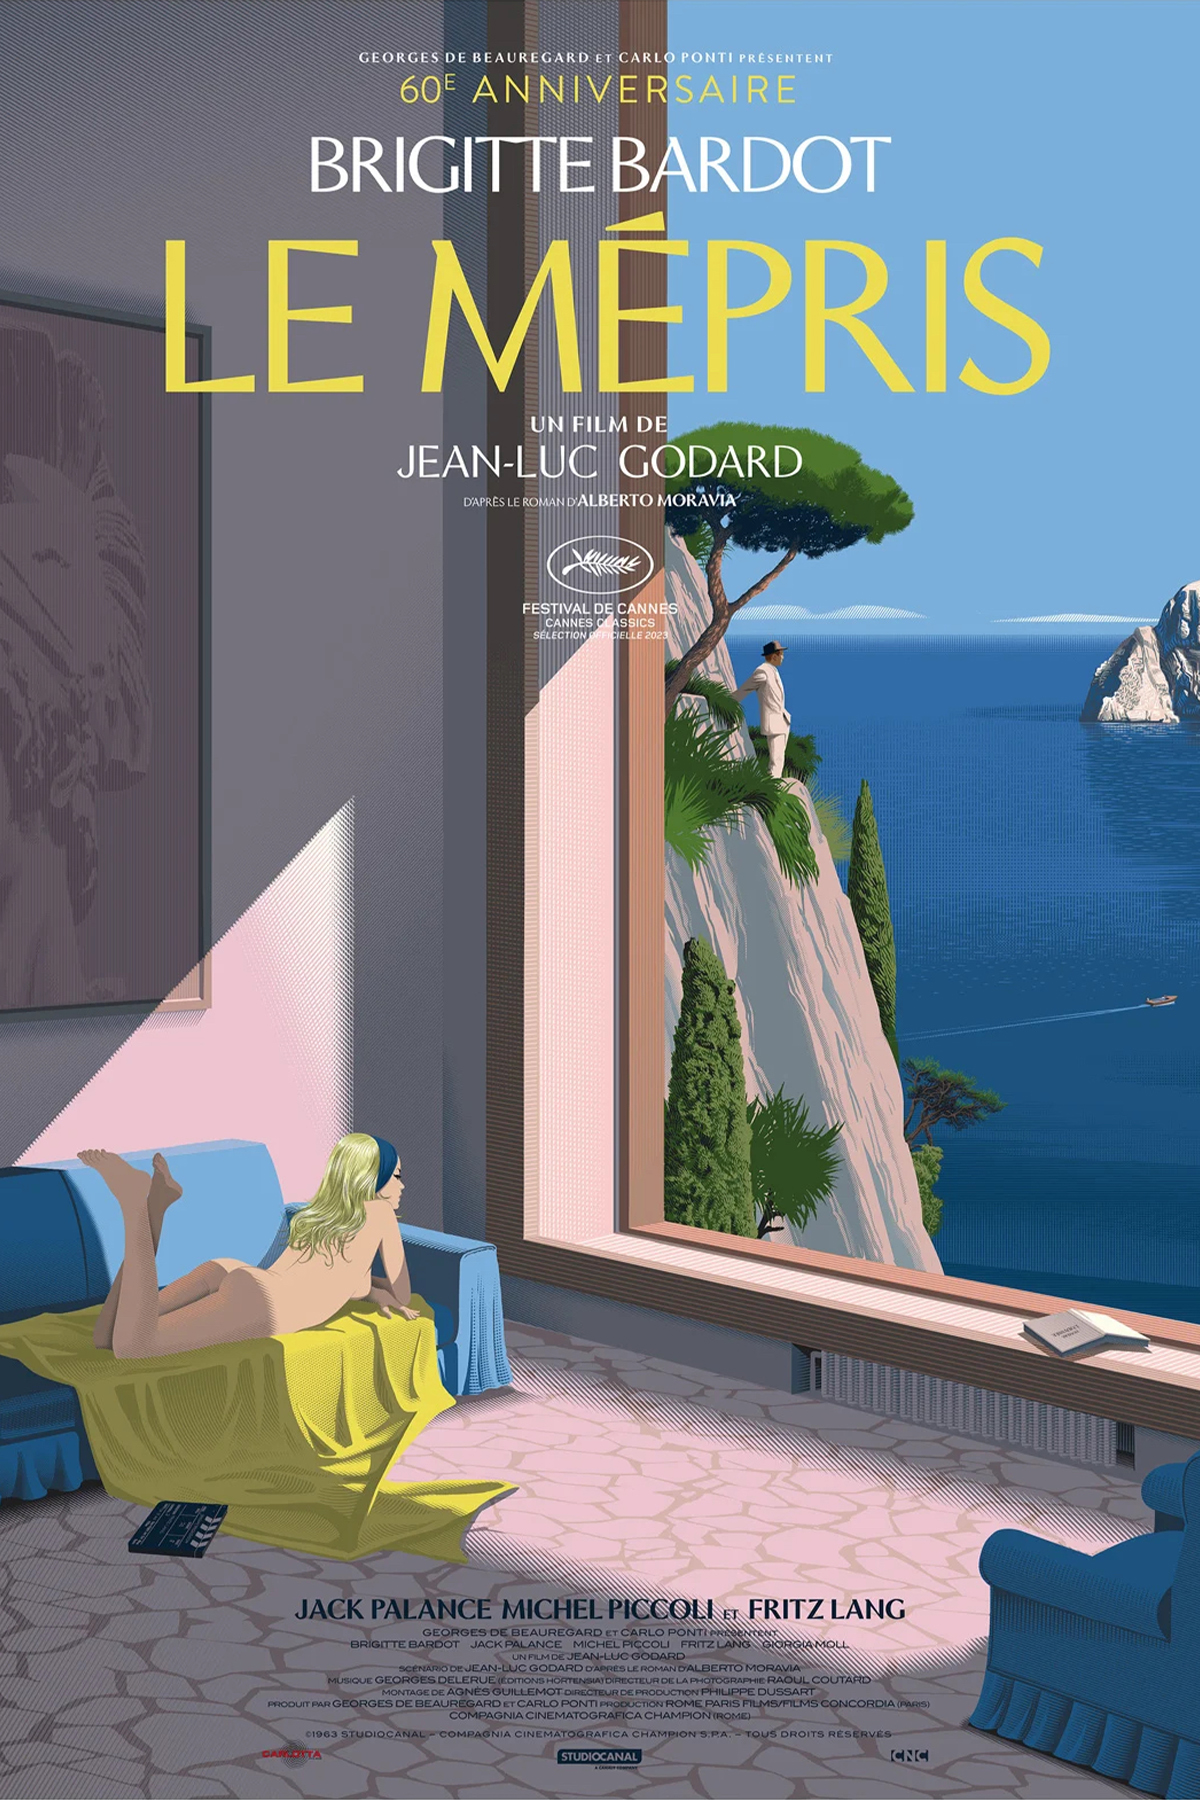 GEORGES DE BEAUREGARD ET CARLO PONTI PRÉSENTENT
60E ANNIVERSAIRE
BRIGITTE BARDOT
LE MÉPRIS
UN FILM DE
JEAN-LUC GODARD
D'APRÈS LE ROMAN D'ALBERTO MORAVIA
FESTIVAL DE CANNES
CANNES CLASSICS
SÉLECTION OFFICIELLE 2023
JACK PALANCE MICHEL PICCOLI ET FRITZ LANG
GEORGES DE BEAUREGARD ET CARLO PONTI PRÉSENTENT
BRIGITTE BARDOT JACK PALANCE MICHEL PICCOLI FRITZ LANG GIORGIA MOLL
UN FILM DE JEAN-LUC GODARD
SCÉNARIO DE JEAN-LUC GODARD D'APRÈS LE ROMAN D'ALBERTO MORAVIA
MUSIQUE GEORGES DELERUE (ÉDITIONS HORTENSIA) DIRECTEUR DE LA PHOTOGRAPHIE RAOUL COUTARD
MONTAGE DE AGNÈS GUILLEMOT DIRECTEUR DE PRODUCTION PHILIPPE DUSSART
PRODUIT PAR GEORGES DE BEAUREGARD ET CARLO PONTI PRODUCTION ROME PARIS FILMS/FILMS CONCORDIA (PARIS)
COMPAGNIA CINEMATOGRAFICA CHAMPION (ROME)
©1963 STUDIOCANAL – COMPAGNIA CINEMATOGRAFICA CHAMPION S.P.A. – TOUS DROITS RÉSERVÉS
CARLOTTA STUDIOCANAL CNC
A CANAL+ COMPANY